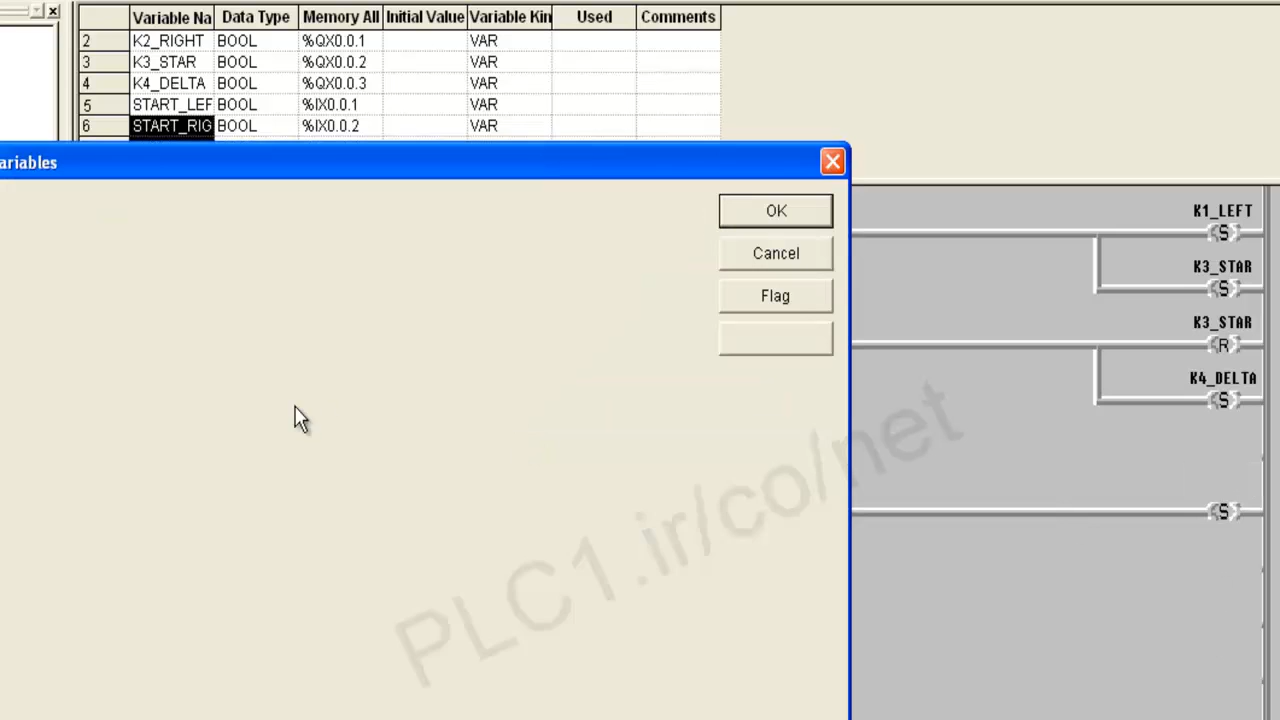 Variable Na Data Type Memory All Initial Value Variable Kin Used Comments
2 K2_RIGHT BOOL %QX0.0.1 VAR
3 K3_STAR BOOL %QX0.0.2 VAR
4 K4_DELTA BOOL %QX0.0.3 VAR
5 START_LEF BOOL %IX0.0.1 VAR
6 START_RIG BOOL %IX0.0.2 VAR
ariables
OK
Cancel
Flag
K1_LEFT
S
K3_STAR
S
K3_STAR
R
K4_DELTA
S
S
PLC1.ir/co/net